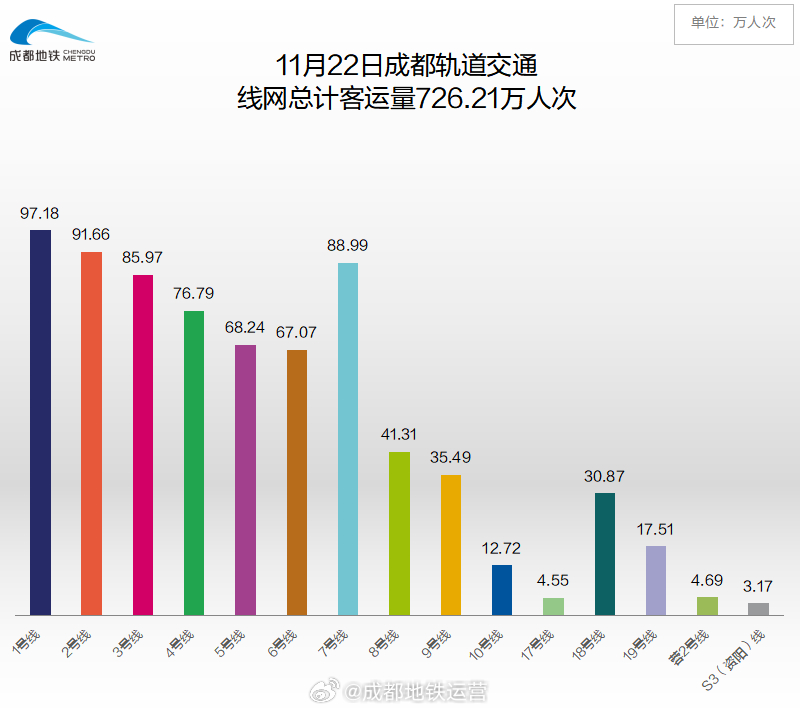 成都地铁 CHENGDU METRO
单位：万人次
11月22日成都轨道交通
线网总计客运量726.21万人次
97.18
91.66
85.97
76.79
68.24
67.07
88.99
41.31
35.49
12.72
4.55
30.87
17.51
4.69
3.17
1号线
2号线
3号线
4号线
5号线
6号线
7号线
8号线
9号线
10号线
17号线
18号线
19号线
蓉2号线
S3（资阳）线
@成都地铁运营